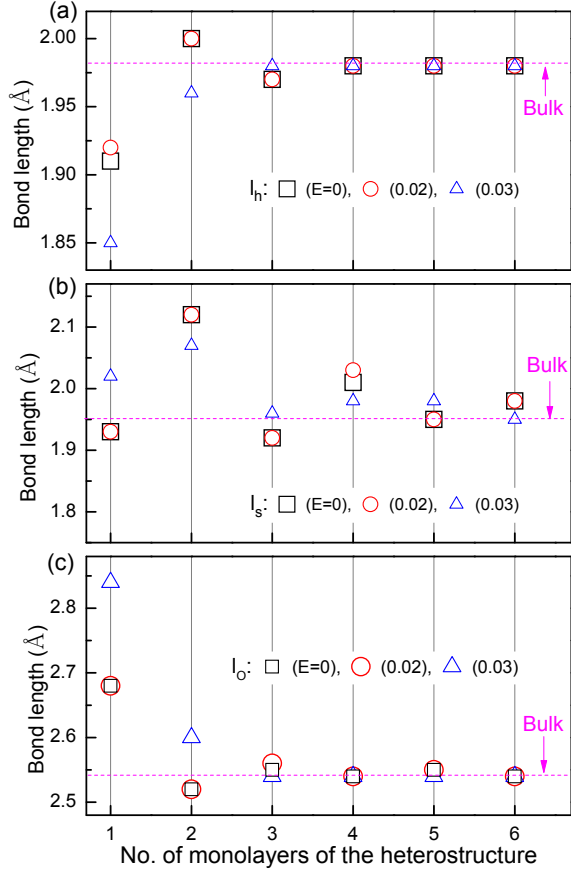 (a)
2.00
1.95
1.90
1.85
Bond length (Å)
Bulk
l_h: (E=0), (0.02), (0.03)
(b)
2.1
2.0
1.9
1.8
Bond length (Å)
Bulk
l_s: (E=0), (0.02), (0.03)
(c)
2.8
2.7
2.6
2.5
Bond length (Å)
l_O: (E=0), (0.02), (0.03)
Bulk
1 2 3 4 5 6
No. of monolayers of the heterostructure